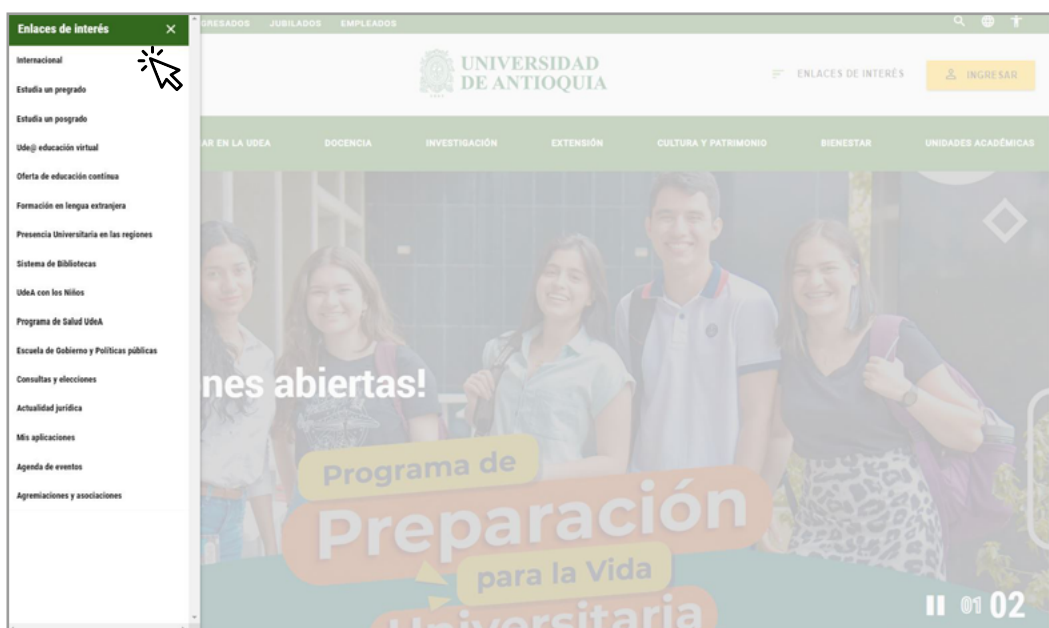 Enlaces de interés
Internacional
Estudia un pregrado
Estudia un posgrado
Ude@ educación virtual
Oferta de educación continua
Formación en lengua extranjera
Presencia Universitaria en las regiones
Sistema de Bibliotecas
UdeA con los Niños
Programa de Salud UdeA
Escuela de Gobierno y Políticas públicas
Consultas y elecciones
Actualidad jurídica
Mis aplicaciones
Agenda de eventos
Agremiaciones y asociaciones
GRESADOS JUBILADOS EMPLEADOS
UNIVERSIDAD
DE ANTIOQUIA
ENLACES DE INTERÉS INGRESAR
AR EN LA UDEA DOCENCIA INVESTIGACIÓN EXTENSIÓN CULTURA Y PATRIMONIO BIENESTAR UNIDADES ACADÉMICAS
nes abiertas!
Programa de
Preparación
para la Vida
Universitaria
01 02